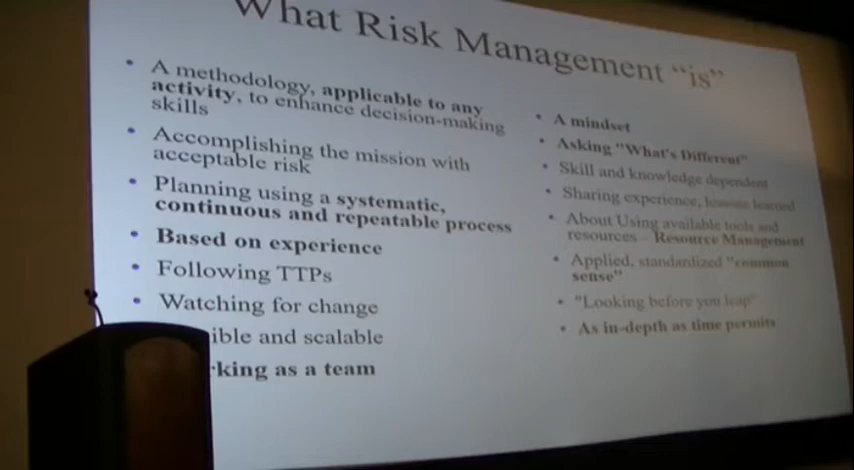 What Risk Management "is"
• A methodology, applicable to any
activity, to enhance decision-making
skills
• Accomplishing the mission with
acceptable risk
• Planning using a systematic,
continuous and repeatable process
• Based on experience
• Following TTPs
• Watching for change
ible and scalable
rking as a team
• A mindset
• Asking "What's Different"
• Skill and knowledge dependent
• Sharing experience, lessons learned
• About Using available tools and
resources – Resource Management
• Applied, standardized "common
sense"
• "Looking before you leap"
• As in-depth as time permits